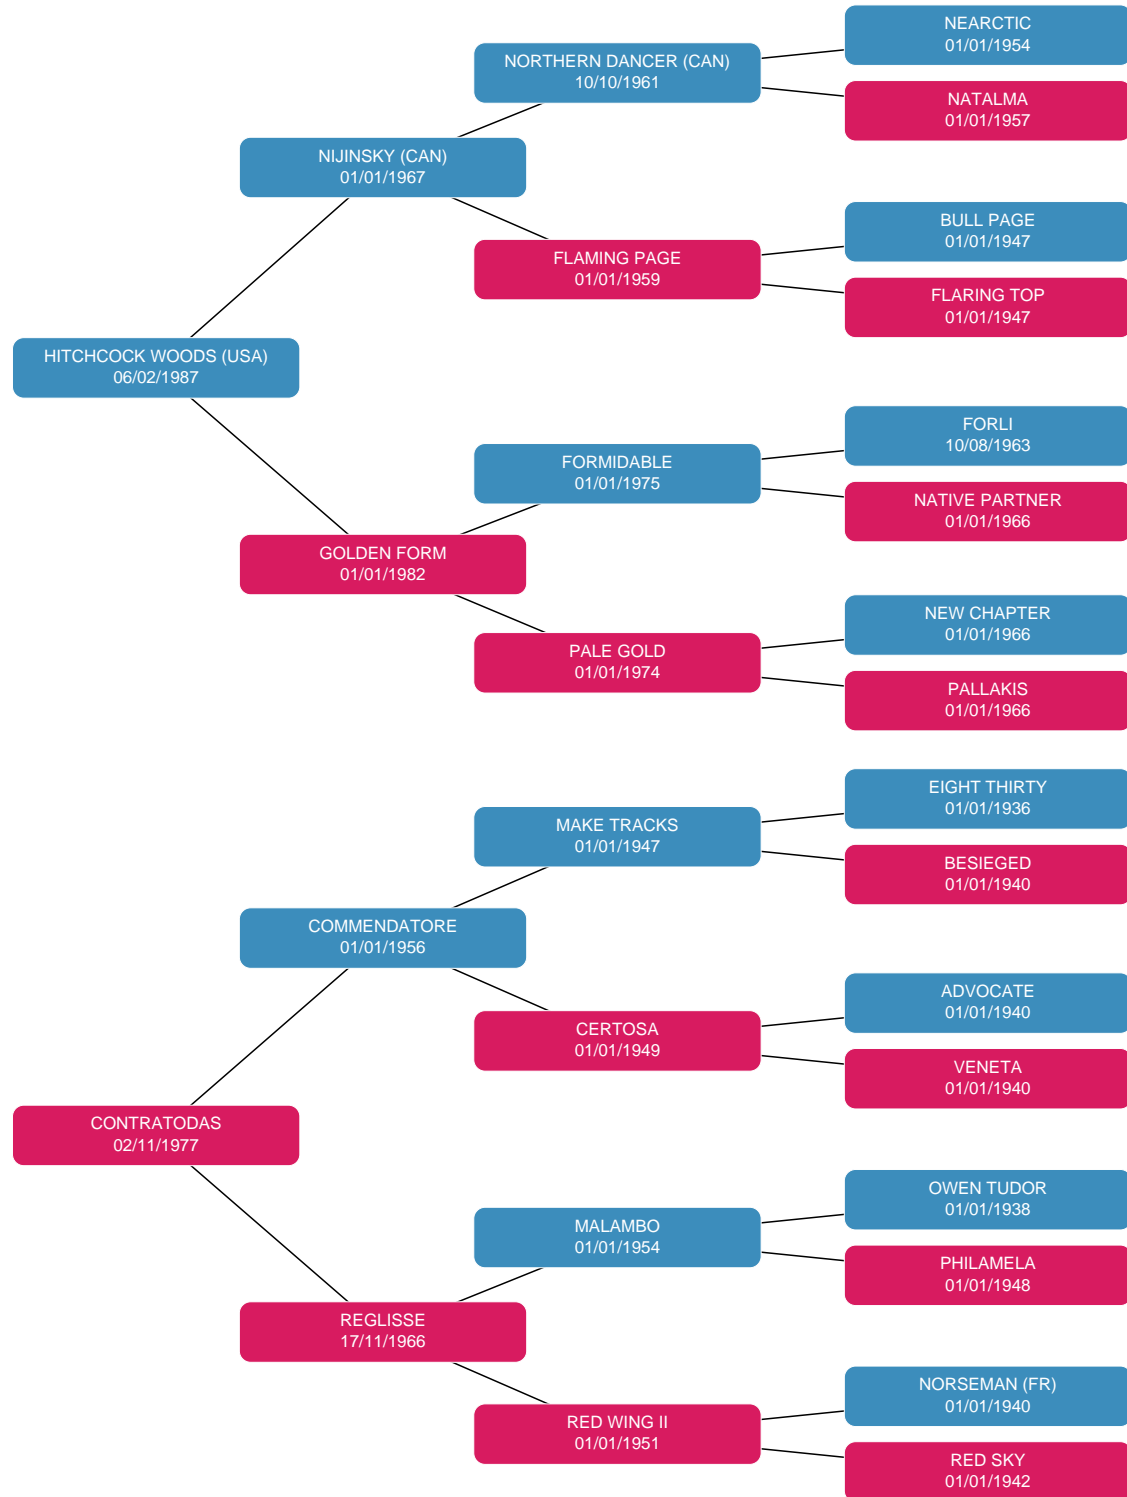 NEARCTIC
01/01/1954
NORTHERN DANCER (CAN)
10/10/1961
NATALMA
01/01/1957
NIJINSKY (CAN)
01/01/1967
BULL PAGE
01/01/1947
FLAMING PAGE
01/01/1959
FLARING TOP
01/01/1947
HITCHCOCK WOODS (USA)
06/02/1987
FORLI
10/08/1963
FORMIDABLE
01/01/1975
NATIVE PARTNER
01/01/1966
GOLDEN FORM
01/01/1982
NEW CHAPTER
01/01/1966
PALE GOLD
01/01/1974
PALLAKIS
01/01/1966
EIGHT THIRTY
01/01/1936
MAKE TRACKS
01/01/1947
BESIEGED
01/01/1940
COMMENDATORE
01/01/1956
ADVOCATE
01/01/1940
CERTOSA
01/01/1949
VENETA
01/01/1940
CONTRATODAS
02/11/1977
OWEN TUDOR
01/01/1938
MALAMBO
01/01/1954
PHILAMELA
01/01/1948
REGLISSE
17/11/1966
NORSEMAN (FR)
01/01/1940
RED WING II
01/01/1951
RED SKY
01/01/1942